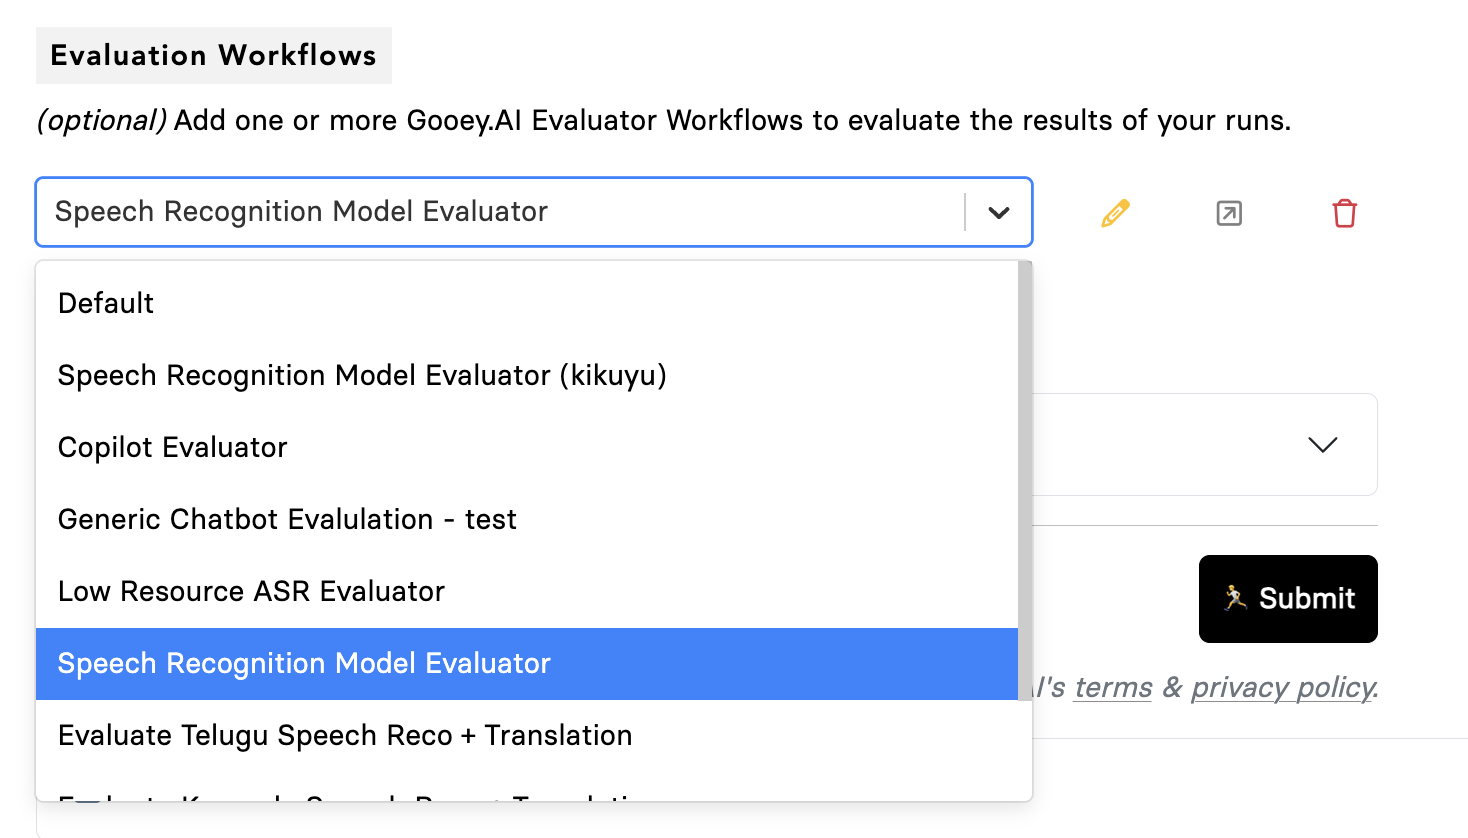 Evaluation Workflows
(optional) Add one or more Gooey.AI Evaluator Workflows to evaluate the results of your runs.
Speech Recognition Model Evaluator
Default
Speech Recognition Model Evaluator (kikuyu)
Copilot Evaluator
Generic Chatbot Evalulation - test
Low Resource ASR Evaluator
Submit
Speech Recognition Model Evaluator
AI's terms & privacy policy.
Evaluate Telugu Speech Reco + Translation